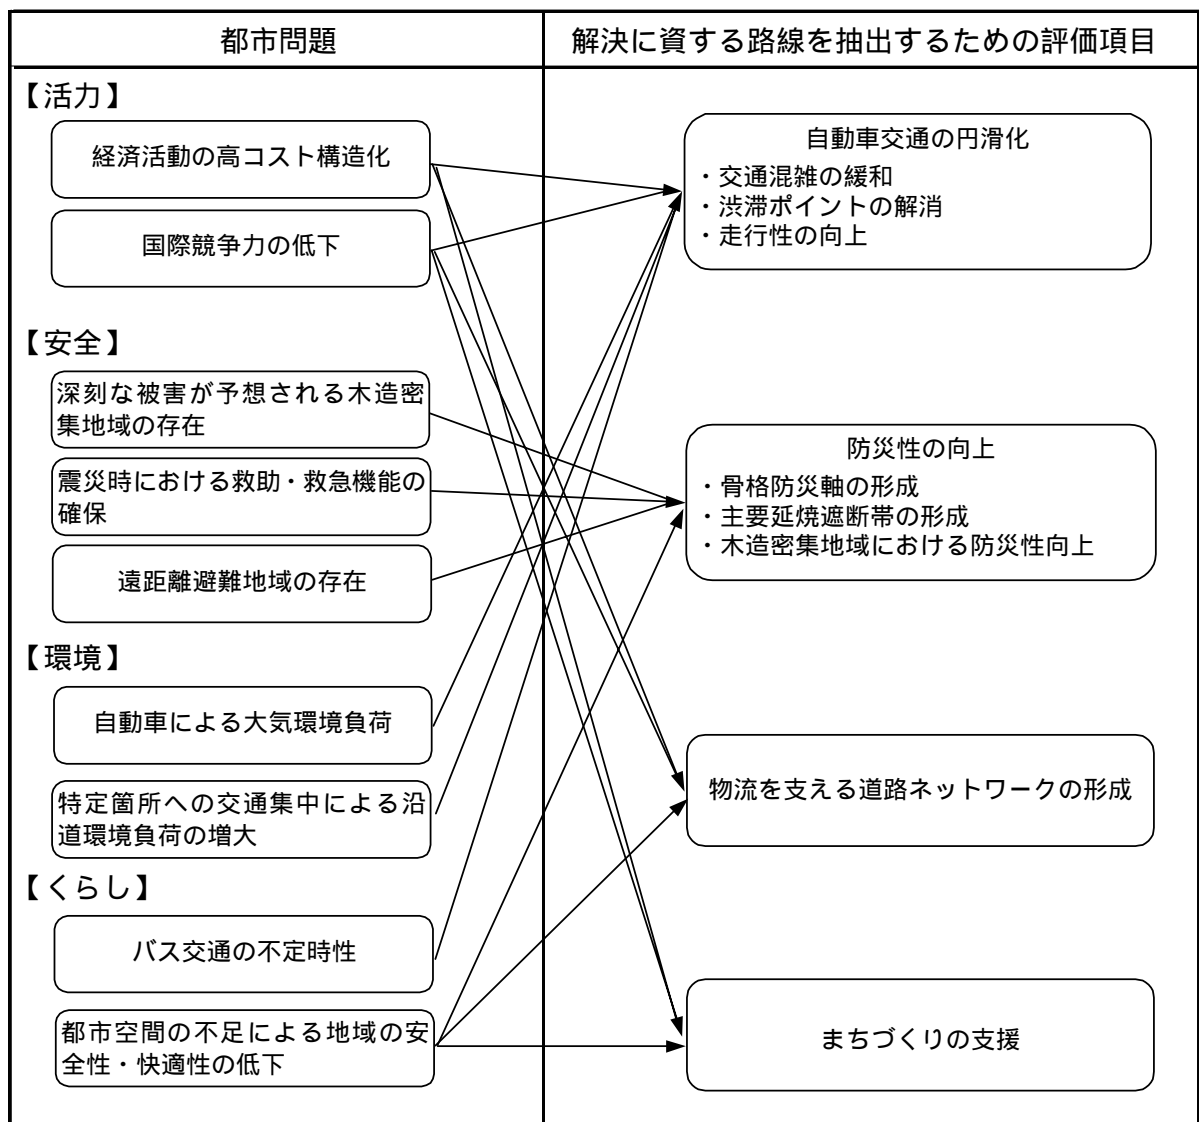 都市問題
解決に資する路線を抽出するための評価項目
【活力】
経済活動の高コスト構造化
国際競争力の低下
【安全】
深刻な被害が予想される木造密
集地域の存在
震災時における救助・救急機能の
確保
遠距離避難地域の存在
【環境】
自動車による大気環境負荷
特定箇所への交通集中による沿
道環境負荷の増大
【くらし】
バス交通の不定時性
都市空間の不足による地域の安
全性・快適性の低下
自動車交通の円滑化
・交通混雑の緩和
・渋滞ポイントの解消
・走行性の向上
防災性の向上
・骨格防災軸の形成
・主要延焼遮断帯の形成
・木造密集地域における防災性向上
物流を支える道路ネットワークの形成
まちづくりの支援